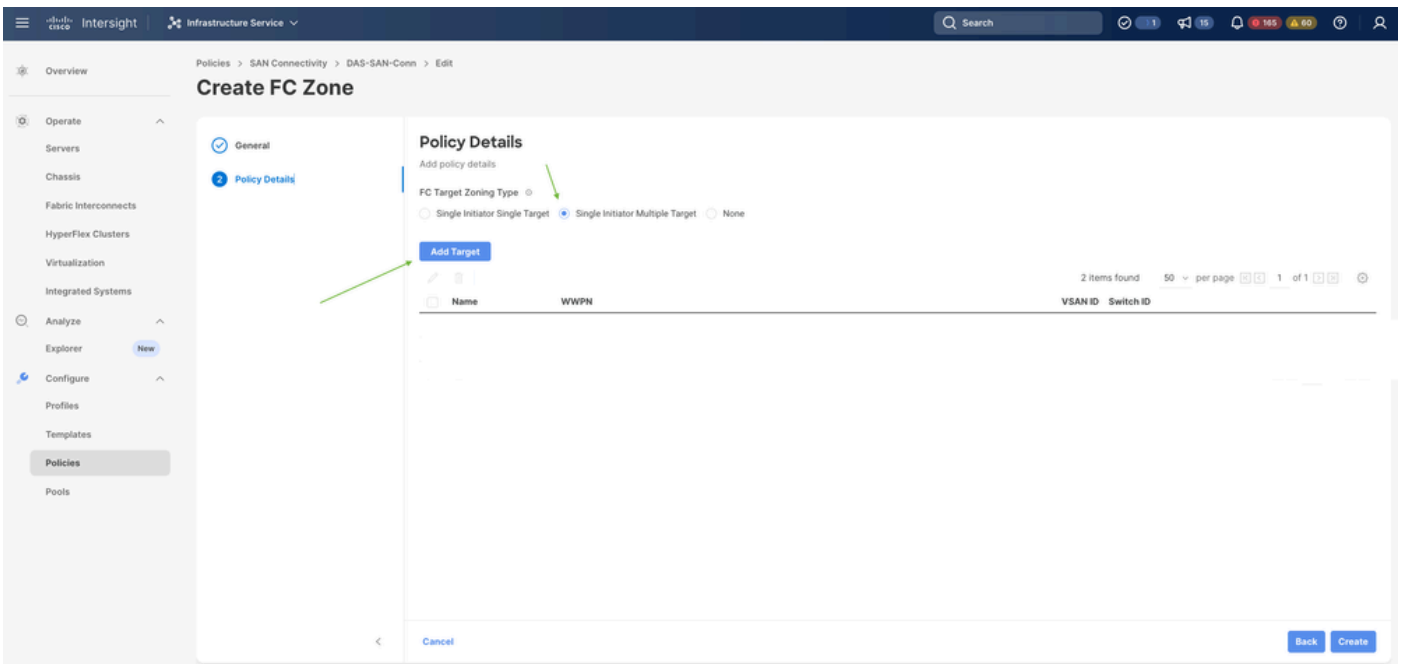 cisco Intersight
Infrastructure Service
Search
1
15
165
60
Overview
Operate
Servers
Chassis
Fabric Interconnects
HyperFlex Clusters
Virtualization
Integrated Systems
Analyze
Explorer New
Configure
Profiles
Templates
Policies
Pools
Policies > SAN Connectivity > DAS-SAN-Conn > Edit
Create FC Zone
General
2 Policy Details
Policy Details
Add policy details
FC Target Zoning Type
Single Initiator Single Target Single Initiator Multiple Target None
Add Target
2 items found 50 per page 1 of 1
Name WWPN VSAN ID Switch ID
Cancel Back Create